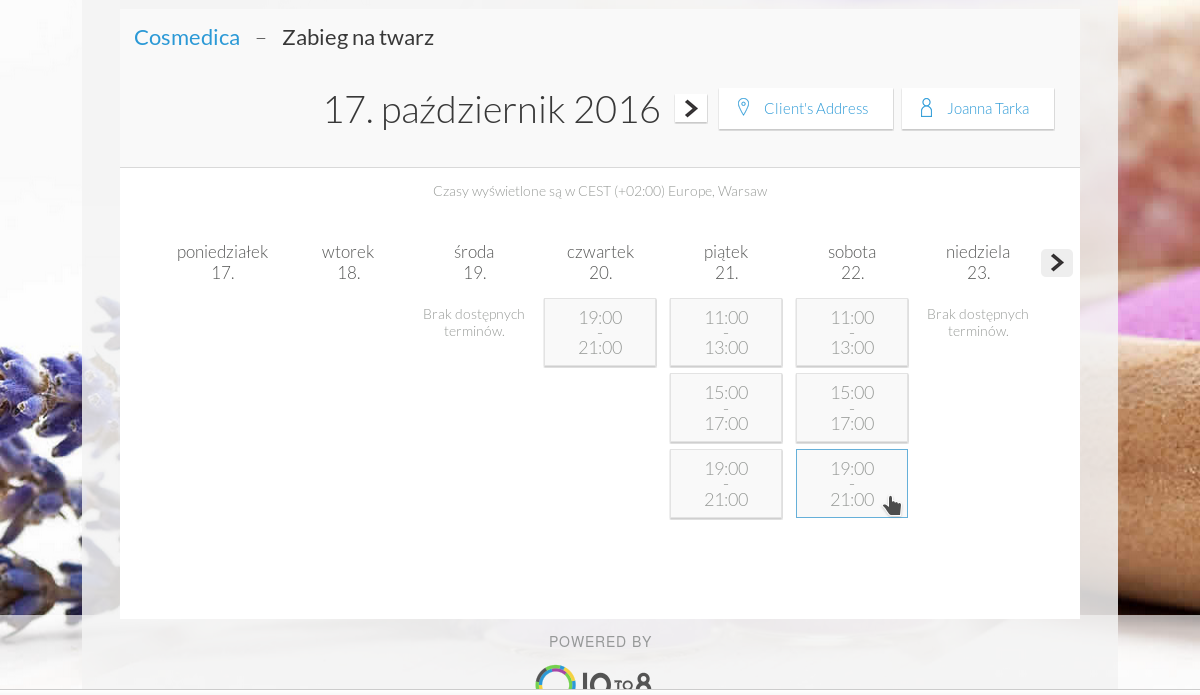 Cosmedica – Zabieg na twarz
17. październik 2016
Client's Address
Joanna Tarka
Czasy wyświetlone są w CEST (+02:00) Europe, Warsaw
poniedziałek
17.
wtorek
18.
środa
19.
Brak dostępnych
terminów.
czwartek
20.
19:00
-
21:00
piątek
21.
11:00
-
13:00
15:00
-
17:00
19:00
-
21:00
sobota
22.
11:00
-
13:00
15:00
-
17:00
19:00
-
21:00
niedziela
23.
Brak dostępnych
terminów.
POWERED BY
10TO8